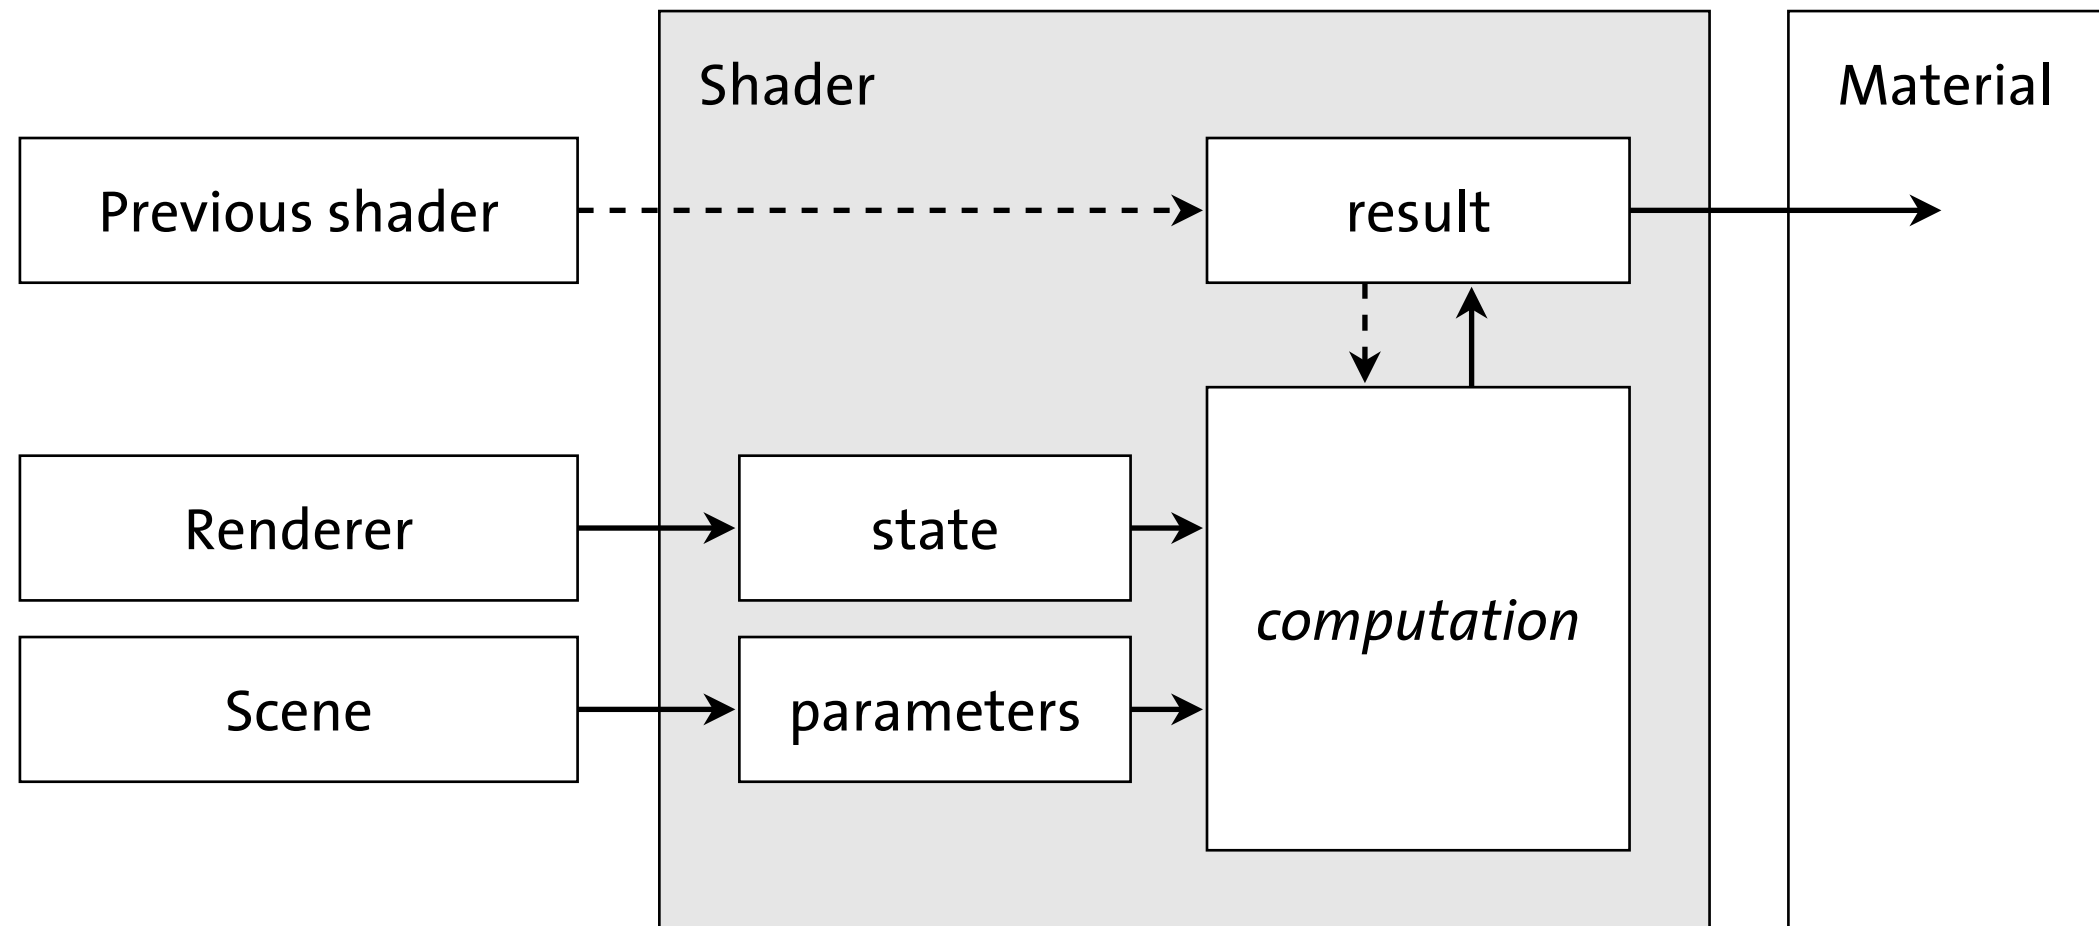 Shader
Material
Previous shader
result
Renderer
state
computation
Scene
parameters